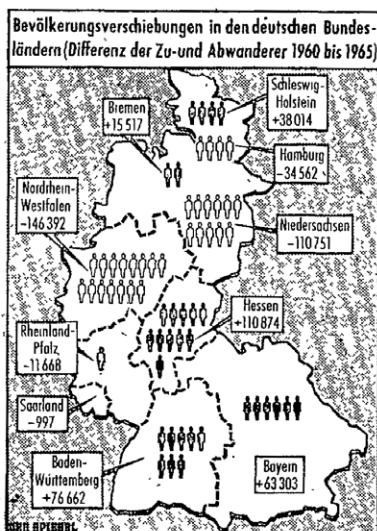 Bevölkerungsverschiebungen in den deutschen Bundes-
ländern (Differenz der Zu-und Abwanderer 1960 bis 1965)
Schleswig-
Holstein
+38014
Bremen
+15517
Hamburg
-34562
Nordrhein-
Westfalen
-146392
Niedersachsen
-110751
Hessen
+110874
Rheinland-
Pfalz
-11668
Saarland
-997
Baden-
Württemberg
+76662
Bayern
+63303
DER SPIEGEL